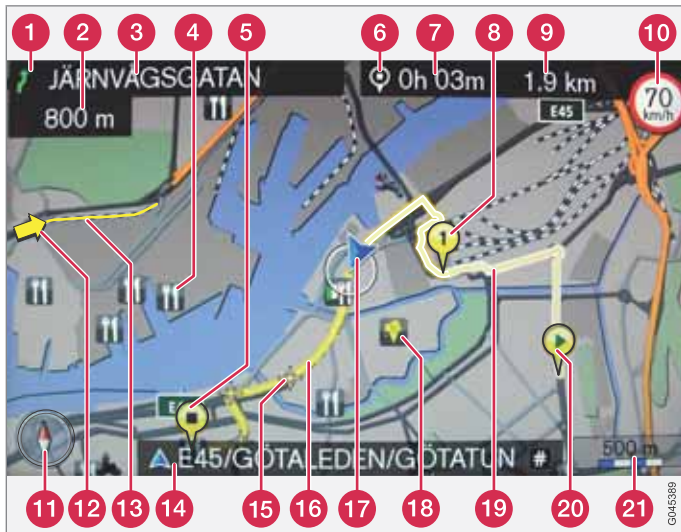 1 2 3 4 5 6 7 8 9 10
JÄRNVÄGSGATAN
0h 03m
1.9 km
70
km/h
800 m
E45
1
E45/GÖTALEDEN/GÖTATUN #
500 m
11 12 13 14 15 16 17 18 19 20 21
G045389